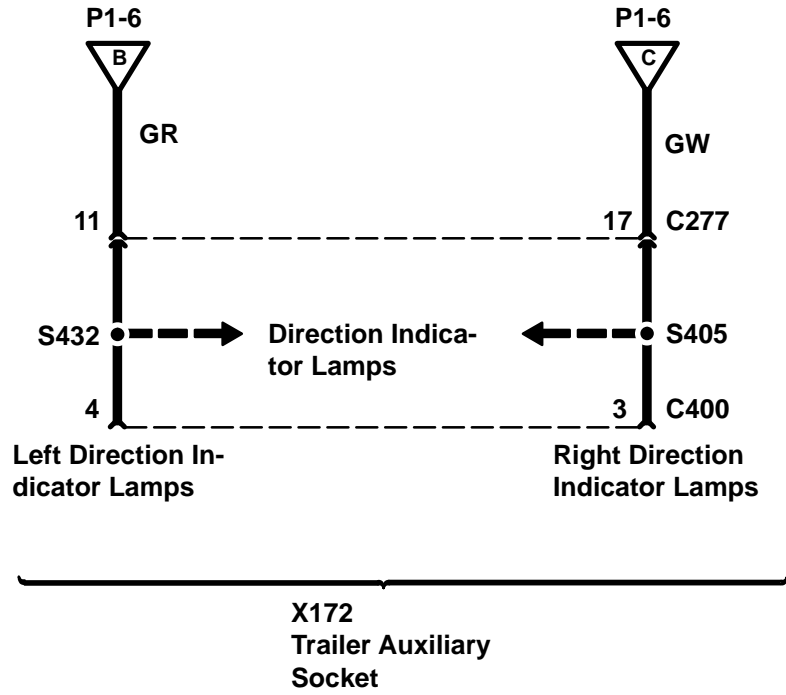 P1-6
P1-6
B
C
GR
GW
11
17
C277
S432
Direction Indica-
tor Lamps
S405
4
3
C400
Left Direction In-
dicator Lamps
Right Direction
Indicator Lamps
X172
Trailer Auxiliary
Socket